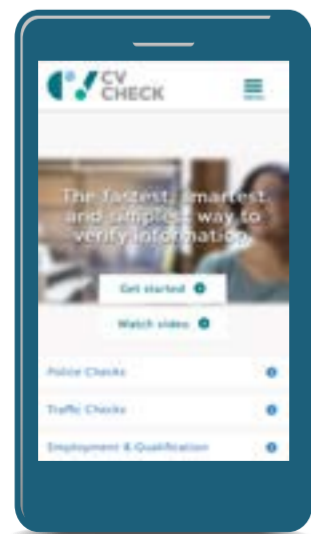 CV
CHECK
The fastest, smartest
and simplest way to
verify information
Get started
Watch video
Police Checks
Traffic Checks
Employment & Qualification